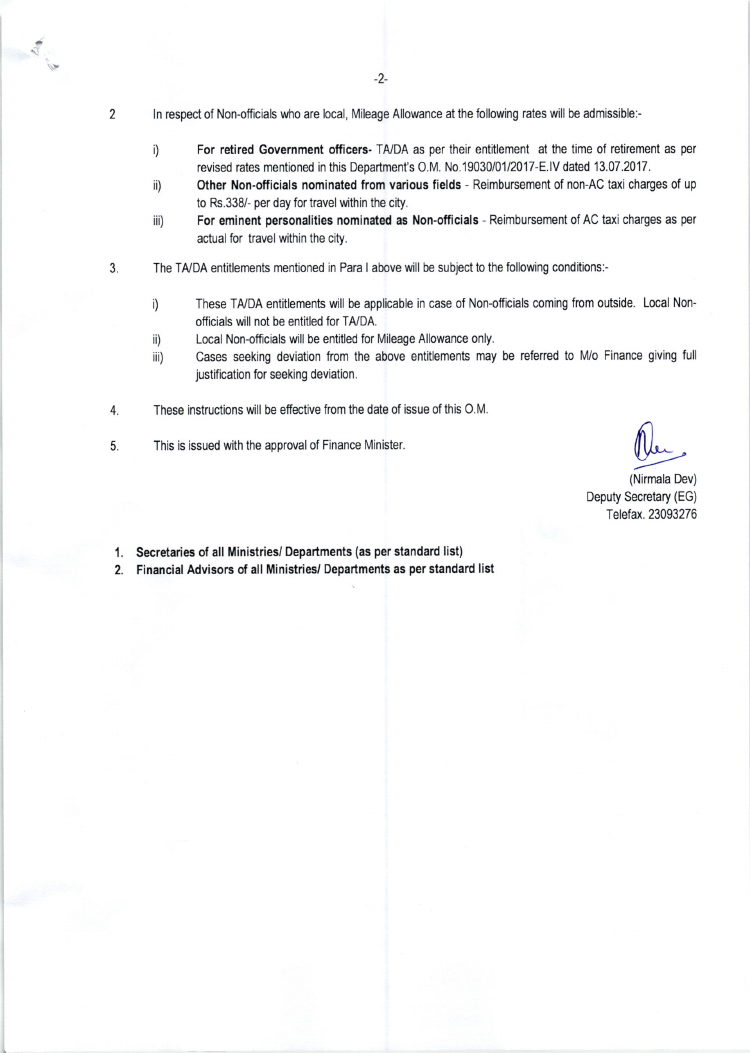 -2-
2 In respect of Non-officials who are local, Mileage Allowance at the following rates will be admissible:-
i) For retired Government officers- TA/DA as per their entitlement at the time of retirement as per
revised rates mentioned in this Department's O.M. No.19030/01/2017-E.IV dated 13.07.2017.
ii) Other Non-officials nominated from various fields - Reimbursement of non-AC taxi charges of up
to Rs.338/- per day for travel within the city.
iii) For eminent personalities nominated as Non-officials - Reimbursement of AC taxi charges as per
actual for travel within the city.
3. The TA/DA entitlements mentioned in Para I above will be subject to the following conditions:-
i) These TA/DA entitlements will be applicable in case of Non-officials coming from outside. Local Non-
officials will not be entitled for TA/DA.
ii) Local Non-officials will be entitled for Mileage Allowance only.
iii) Cases seeking deviation from the above entitlements may be referred to M/o Finance giving full
justification for seeking deviation.
4. These instructions will be effective from the date of issue of this O.M.
5. This is issued with the approval of Finance Minister.
(Nirmala Dev)
Deputy Secretary (EG)
Telefax. 23093276
1. Secretaries of all Ministries/ Departments (as per standard list)
2. Financial Advisors of all Ministries/ Departments as per standard list